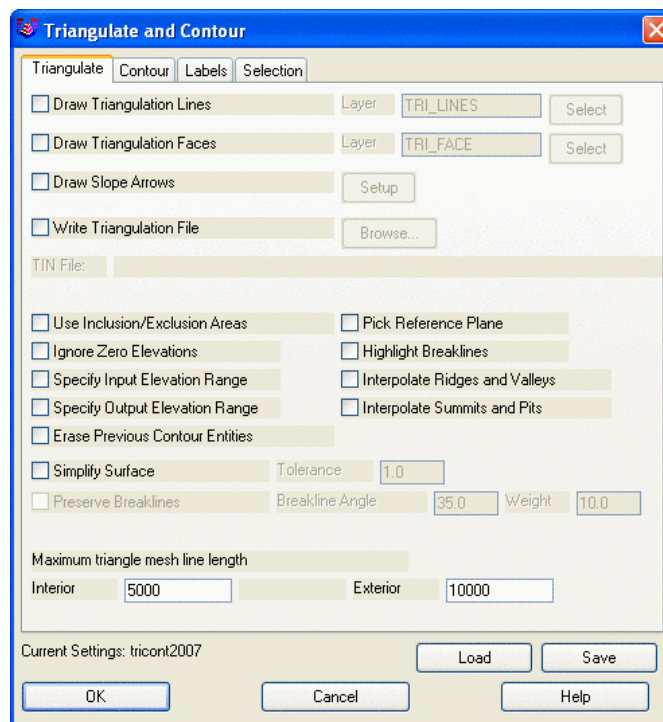 Triangulate and Contour
Triangulate Contour Labels Selection
Draw Triangulation Lines Layer TRI_LINES Select
Draw Triangulation Faces Layer TRI_FACE Select
Draw Slope Arrows Setup
Write Triangulation File Browse...
TIN File:
Use Inclusion/Exclusion Areas Pick Reference Plane
Ignore Zero Elevations Highlight Breaklines
Specify Input Elevation Range Interpolate Ridges and Valleys
Specify Output Elevation Range Interpolate Summits and Pits
Erase Previous Contour Entities
Simplify Surface Tolerance 1.0
Preserve Breaklines Breakline Angle 35.0 Weight 10.0
Maximum triangle mesh line length
Interior 5000 Exterior 10000
Current Settings: tricont2007 Load Save
OK Cancel Help